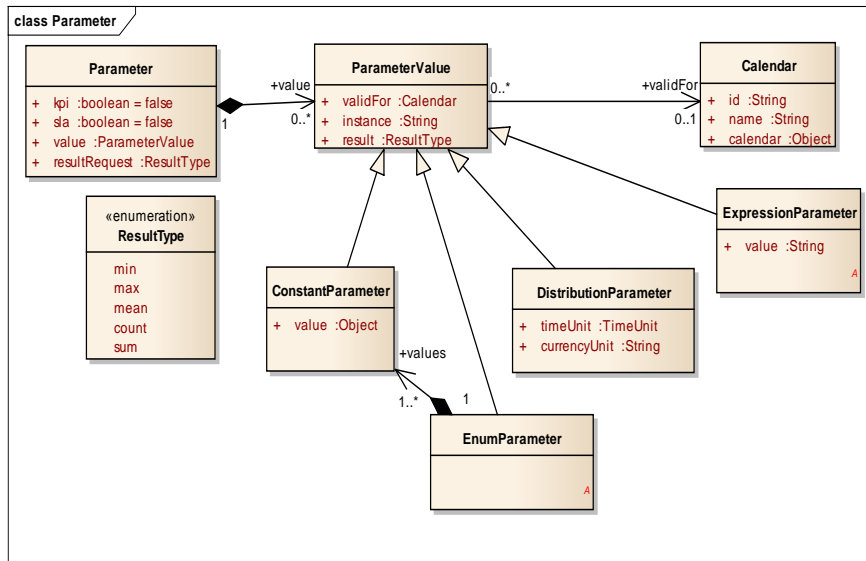 class Parameter
Parameter
+ kpi :boolean = false
+ sla :boolean = false
+ value :ParameterValue
+ resultRequest :ResultType
1
+value
0..*
ParameterValue
+ validFor :Calendar
+ instance :String
+ result :ResultType
0..*
+validFor
0..1
Calendar
+ id :String
+ name :String
+ calendar :Object
«enumeration»
ResultType
min
max
mean
count
sum
ExpressionParameter
+ value :String
A
ConstantParameter
+ value :Object
DistributionParameter
+ timeUnit :TimeUnit
+ currencyUnit :String
+values
1..*
1
EnumParameter
A